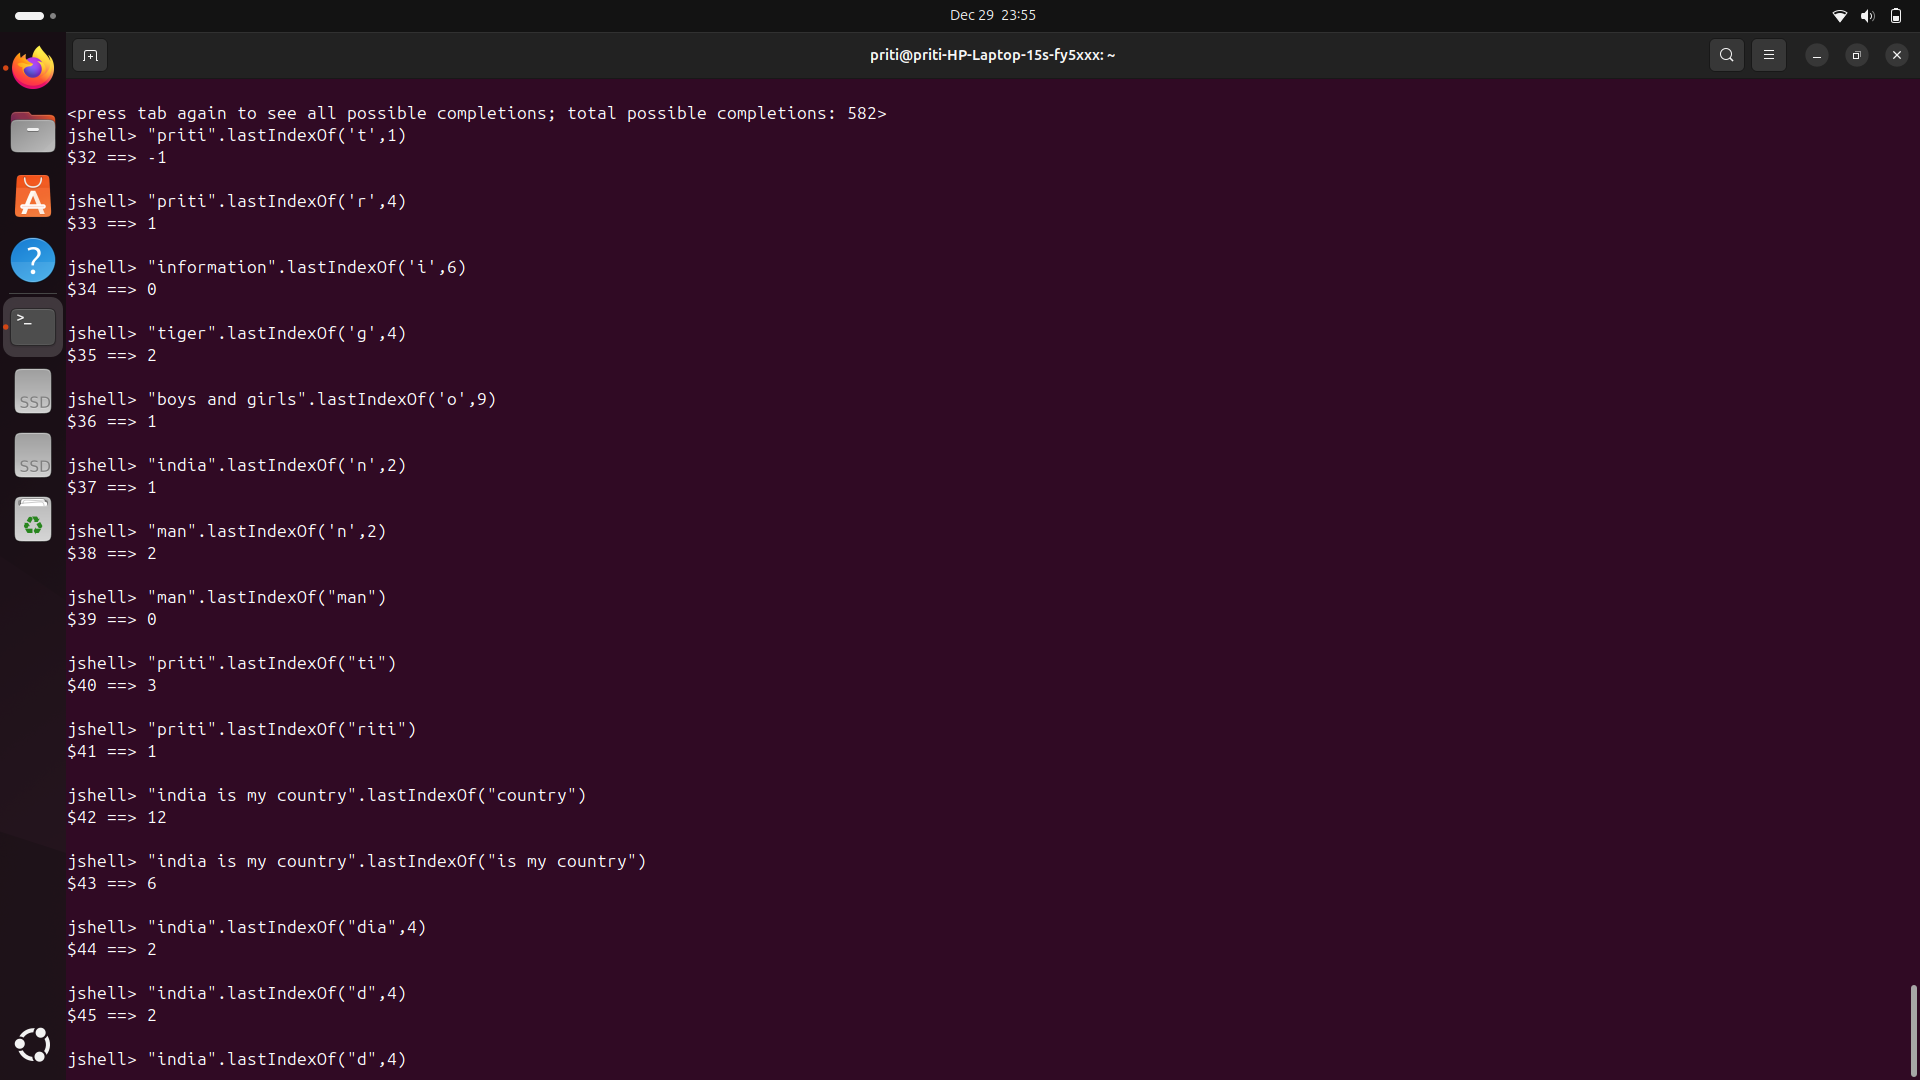 Dec 29 23:55
priti@priti-HP-Laptop-15s-fy5xxx: ~
<press tab again to see all possible completions; total possible completions: 582>
jshell> "priti".lastIndexOf('t',1)
$32 ==> -1
jshell> "priti".lastIndexOf('r',4)
$33 ==> 1
jshell> "information".lastIndexOf('i',6)
$34 ==> 0
jshell> "tiger".lastIndexOf('g',4)
$35 ==> 2
jshell> "boys and girls".lastIndexOf('o',9)
$36 ==> 1
jshell> "india".lastIndexOf('n',2)
$37 ==> 1
jshell> "man".lastIndexOf('n',2)
$38 ==> 2
jshell> "man".lastIndexOf("man")
$39 ==> 0
jshell> "priti".lastIndexOf("ti")
$40 ==> 3
jshell> "priti".lastIndexOf("riti")
$41 ==> 1
jshell> "india is my country".lastIndexOf("country")
$42 ==> 12
jshell> "india is my country".lastIndexOf("is my country")
$43 ==> 6
jshell> "india".lastIndexOf("dia",4)
$44 ==> 2
jshell> "india".lastIndexOf("d",4)
$45 ==> 2
jshell> "india".lastIndexOf("d",4)
?
>_
SSD
SSD